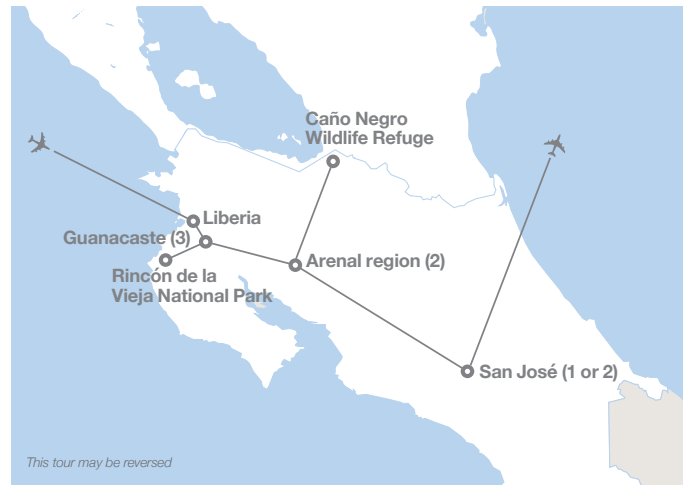 Caño Negro
Wildlife Refuge
Liberia
Guanacaste (3)
Arenal region (2)
Rincón de la
Vieja National Park
San José (1 or 2)
This tour may be reversed